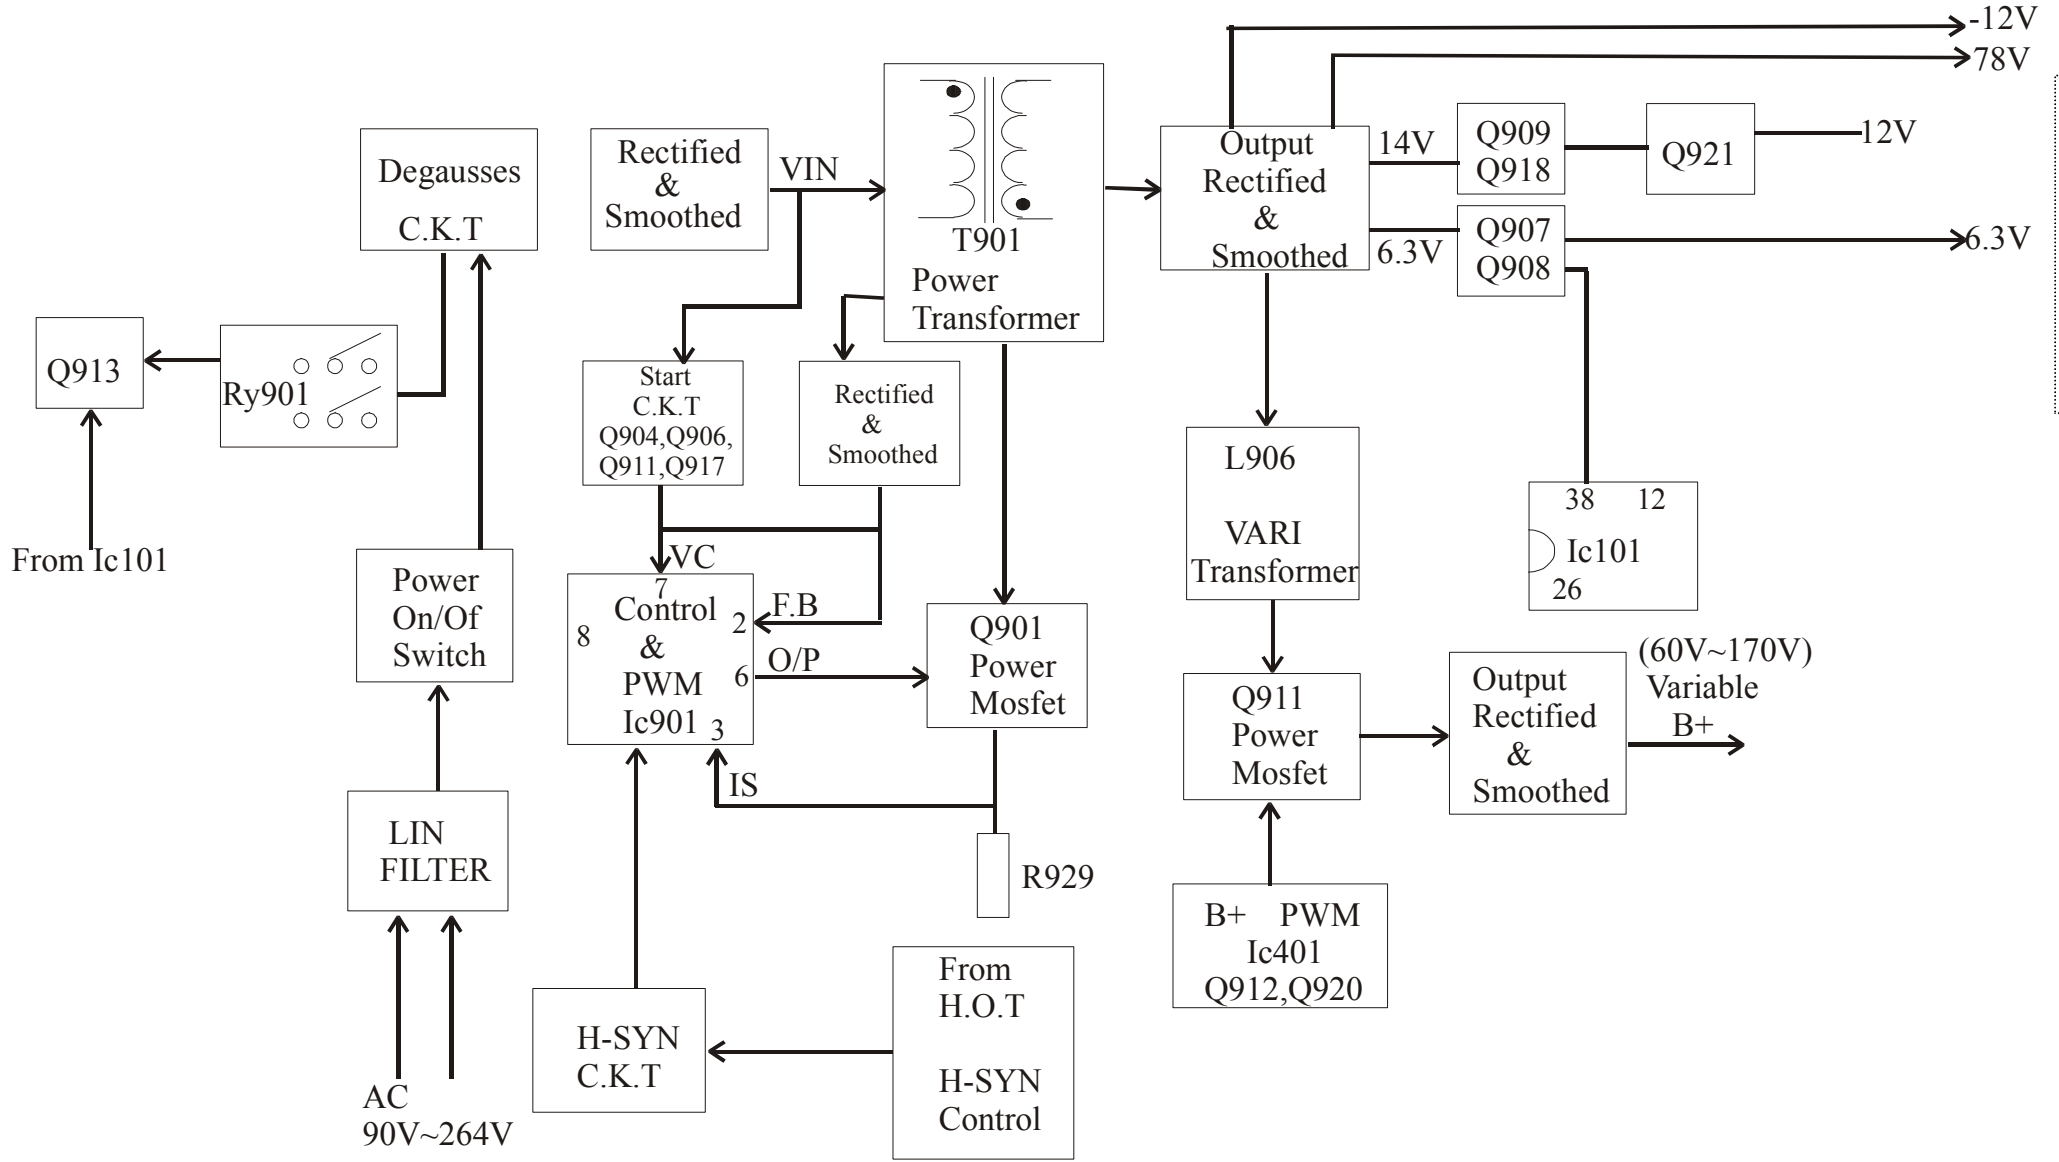 -12V
78V
Degausses
C.K.T
Rectified
&
Smoothed
VIN
T901
Power
Transformer
Output
Rectified
&
Smoothed
14V
6.3V
Q909
Q918
Q921
12V
Q907
Q908
6.3V
Q913
Ry901
From Ic101
Start
C.K.T
Q904,Q906,
Q911,Q917
Rectified
&
Smoothed
L906
VARI
Transformer
38 12
Ic101
26
Power
On/Of
Switch
VC
7
Control
&
PWM
Ic901
8
2
6
3
F.B
O/P
IS
Q901
Power
Mosfet
R929
Q911
Power
Mosfet
Output
Rectified
&
Smoothed
(60V~170V)
Variable
B+
LIN
FILTER
B+ PWM
Ic401
Q912,Q920
From
H.O.T
H-SYN
Control
H-SYN
C.K.T
AC
90V~264V